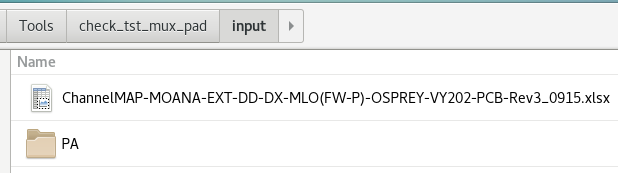 Tools check_tst_mux_pad input
Name
ChannelMAP-MOANA-EXT-DD-DX-MLO(FW-P)-OSPREY-VY202-PCB-Rev3_0915.xlsx
PA